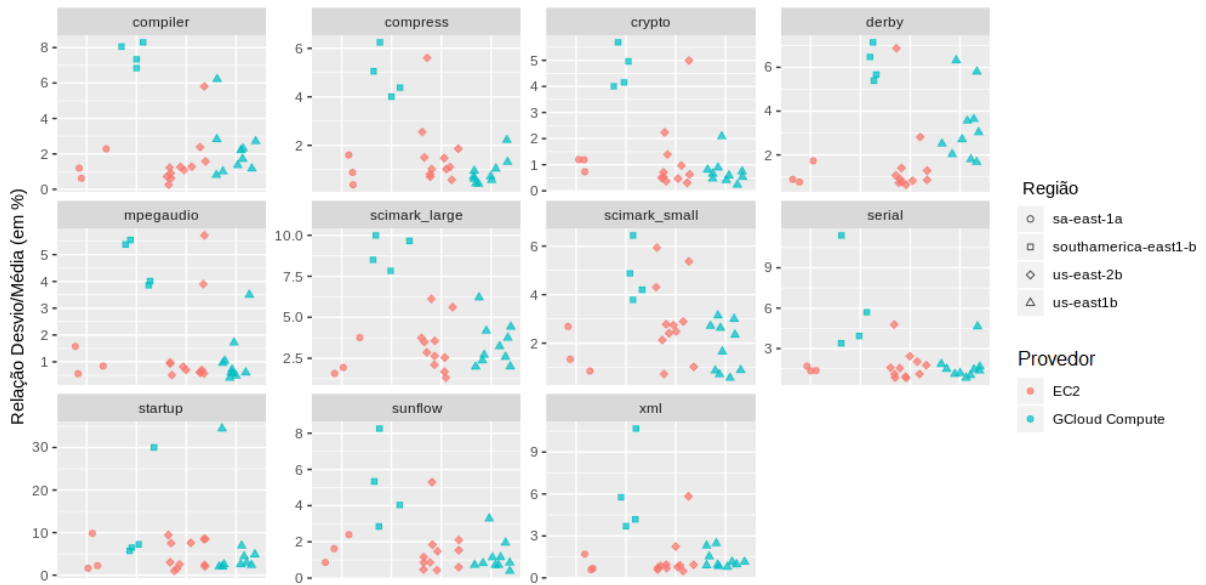 compiler
compress
crypto
derby
8
6
4
2
0
6
4
2
5
4
3
2
1
0
6
4
2
mpegaudio
scimark_large
scimark_small
serial
5
4
3
2
1
10.0
7.5
5.0
2.5
6
4
2
9
6
3
startup
sunflow
xml
30
20
10
0
8
6
4
2
0
9
6
3
0
Relação Desvio/Média (em %)
Região
sa-east-1a
southamerica-east1-b
us-east-2b
us-east1b
Provedor
EC2
GCloud Compute